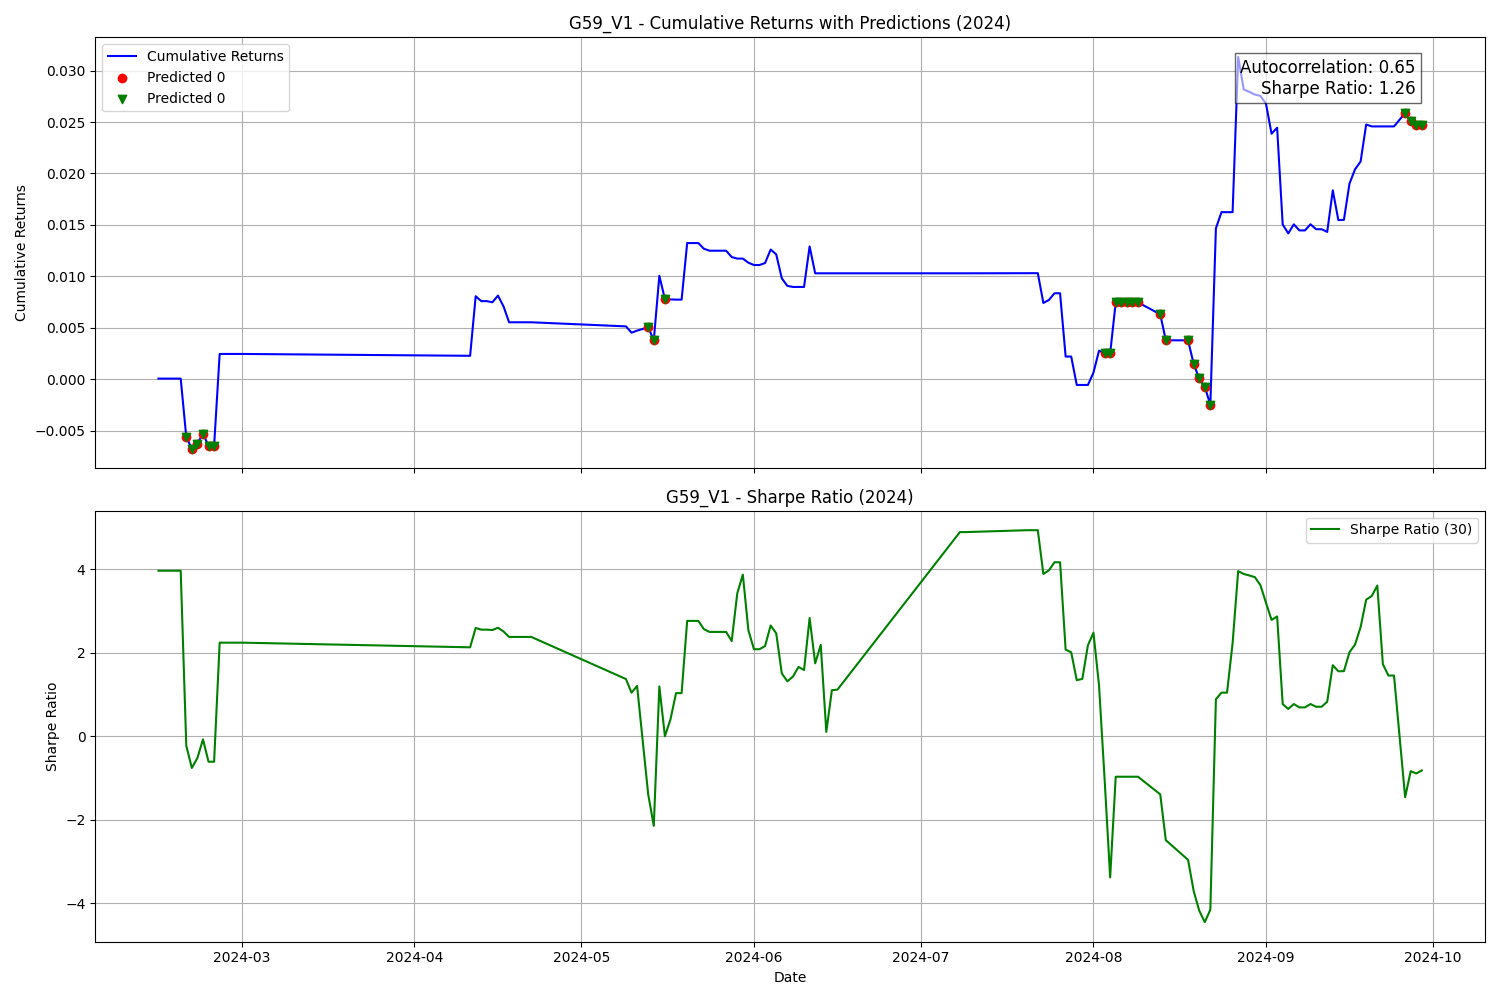 G59_V1 - Cumulative Returns with Predictions (2024)
Cumulative Returns
Predicted 0
Predicted 0
Autocorrelation: 0.65
Sharpe Ratio: 1.26
Cumulative Returns
0.030
0.025
0.020
0.015
0.010
0.005
0.000
−0.005
G59_V1 - Sharpe Ratio (2024)
Sharpe Ratio (30)
Sharpe Ratio
4
2
0
−2
−4
2024-03 2024-04 2024-05 2024-06 2024-07 2024-08 2024-09 2024-10
Date